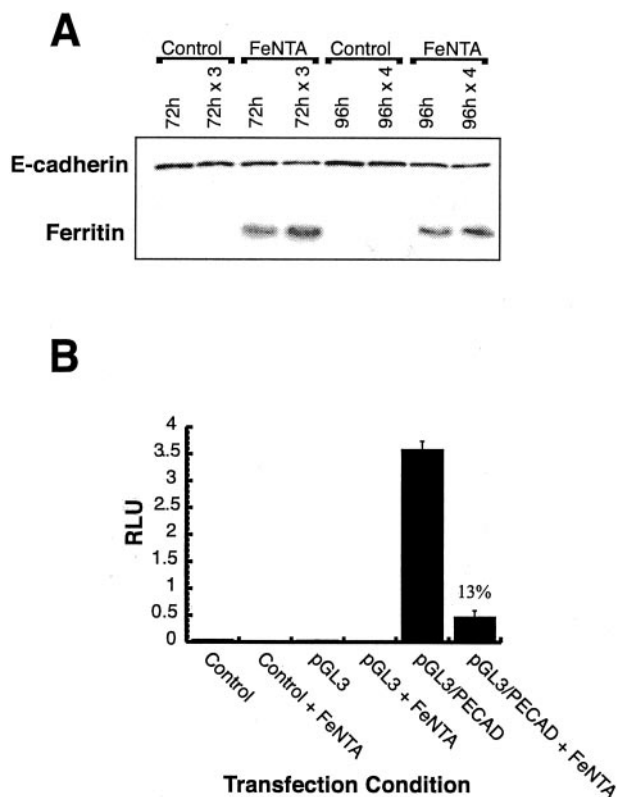 A
Control FeNTA Control FeNTA
72h 72h x 3 72h 72h x 3 96h 96h x 4 96h 96h x 4
E-cadherin
Ferritin
B
4
3.5
3
2.5
2
1.5
1
0.5
0
RLU
13%
Control
Control + FeNTA
pGL3
pGL3 + FeNTA
pGL3/PECAD
pGL3/PECAD + FeNTA
Transfection Condition